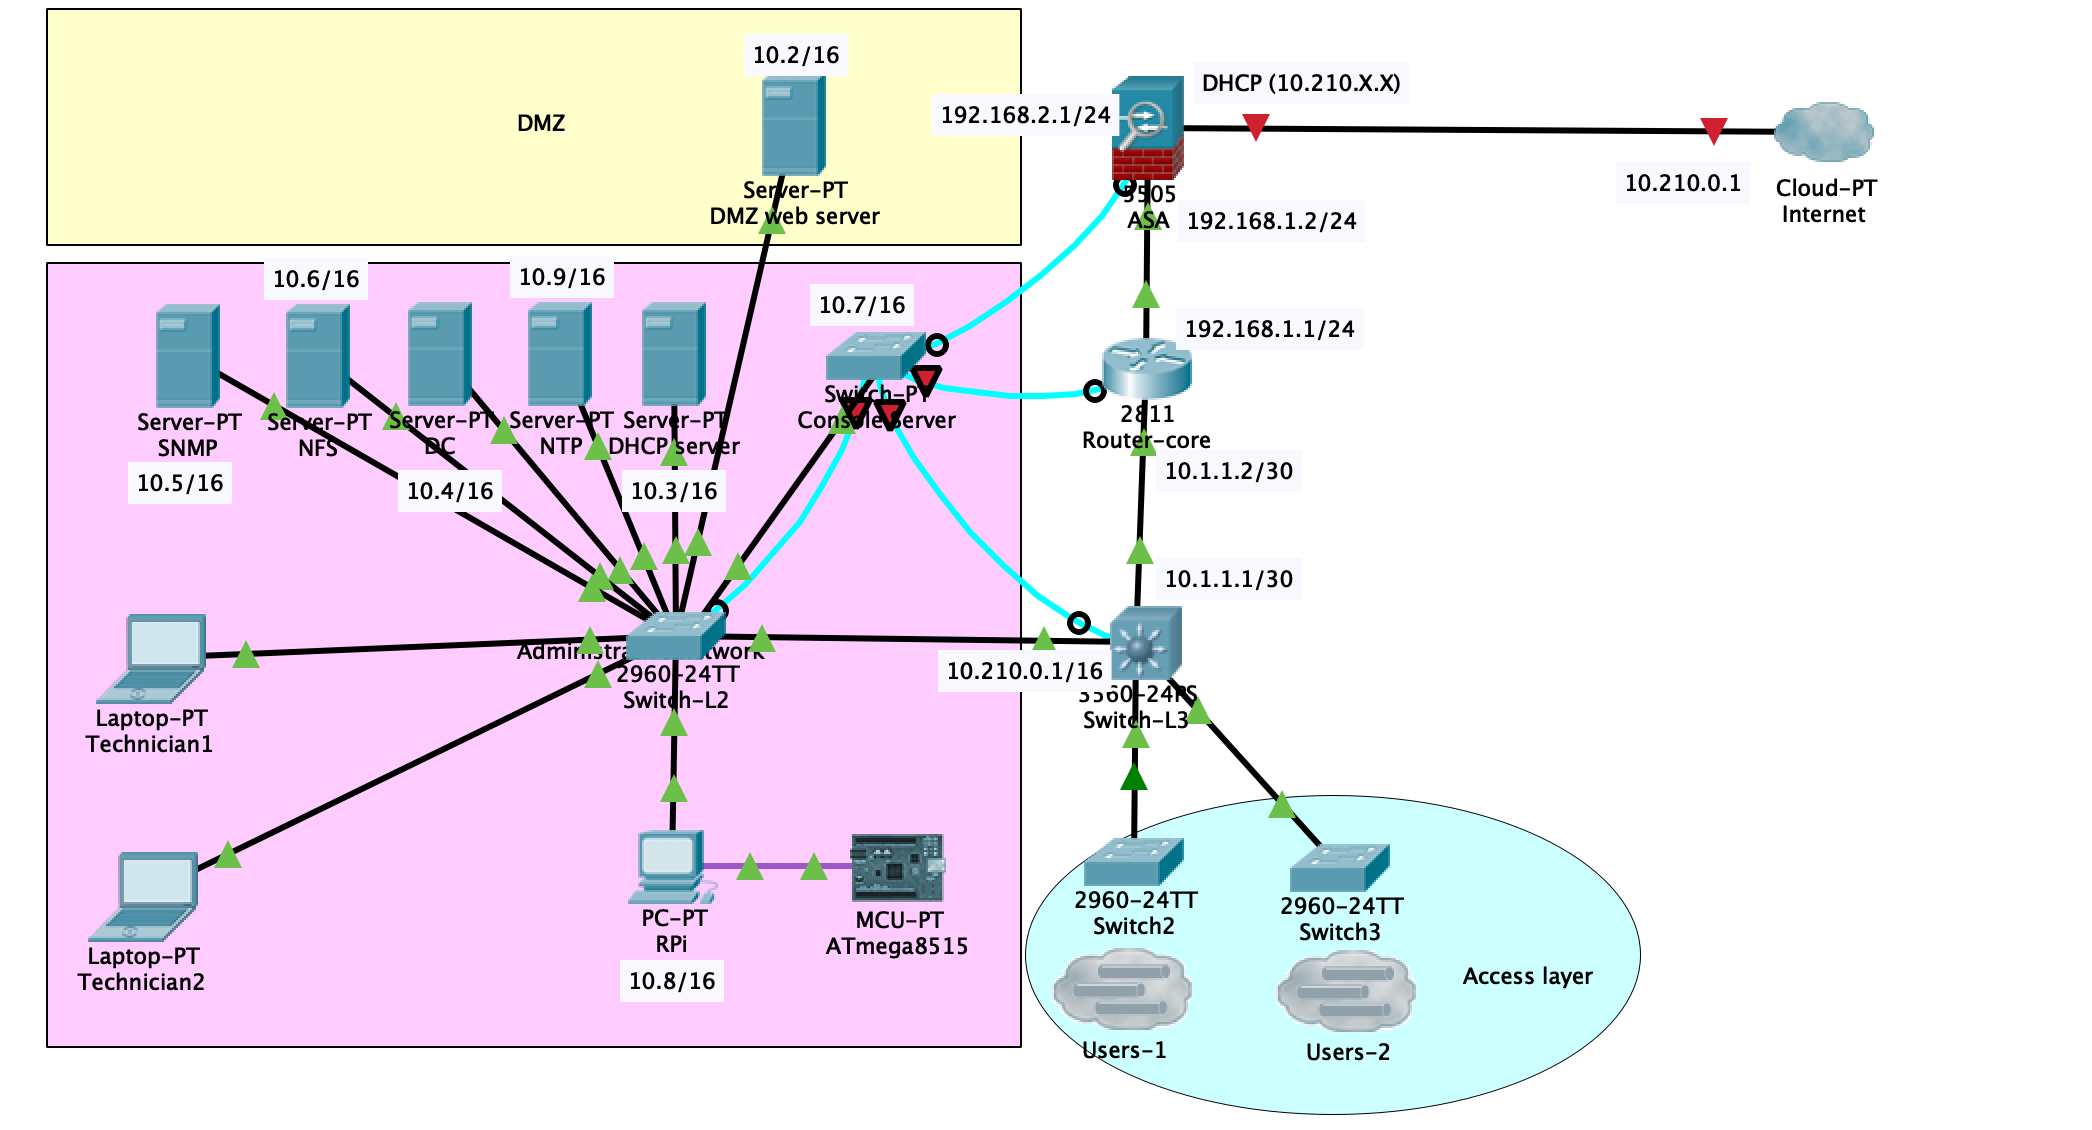 10.2/16
DMZ
Server-PT
DMZ web server
192.168.2.1/24
DHCP (10.210.X.X)
5505
ASA
192.168.1.2/24
10.210.0.1
Cloud-PT
Internet
10.6/16
10.9/16
10.7/16
192.168.1.1/24
Server-PT
SNMP
10.5/16
Server-PT
NFS
Server-PT
DC
10.4/16
Server-PT
NTP
Server-PT
DHCP server
10.3/16
Switch-PT
Console Server
2811
Router-core
10.1.1.2/30
10.1.1.1/30
2960-24TT
Switch-L2
10.210.0.1/16
3560-24PS
Switch-L3
Laptop-PT
Technician1
Laptop-PT
Technician2
PC-PT
RPi
10.8/16
MCU-PT
ATmega8515
2960-24TT
Switch2
2960-24TT
Switch3
Access layer
Users-1
Users-2